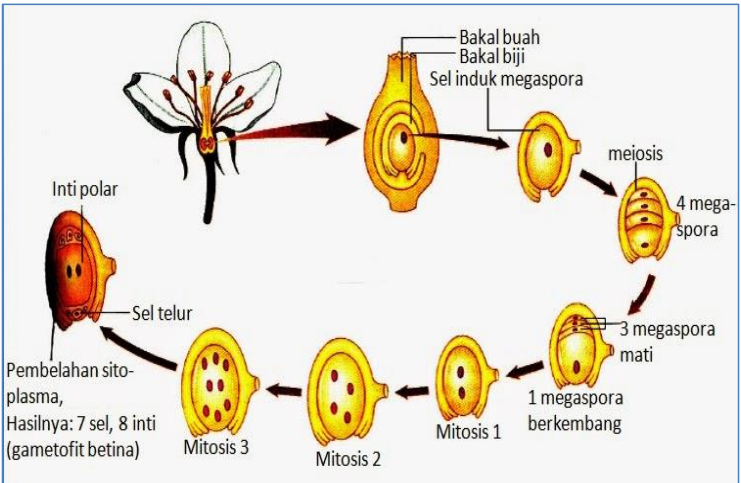 Bakal buah
Bakal biji
Sel induk megaspora
meiosis
4 mega-
spora
3 megaspora
mati
1 megaspora
berkembang
Mitosis 1
Mitosis 2
Mitosis 3
Inti polar
Sel telur
Pembelahan sito-
plasma,
Hasilnya: 7 sel, 8 inti
(gametofit betina)